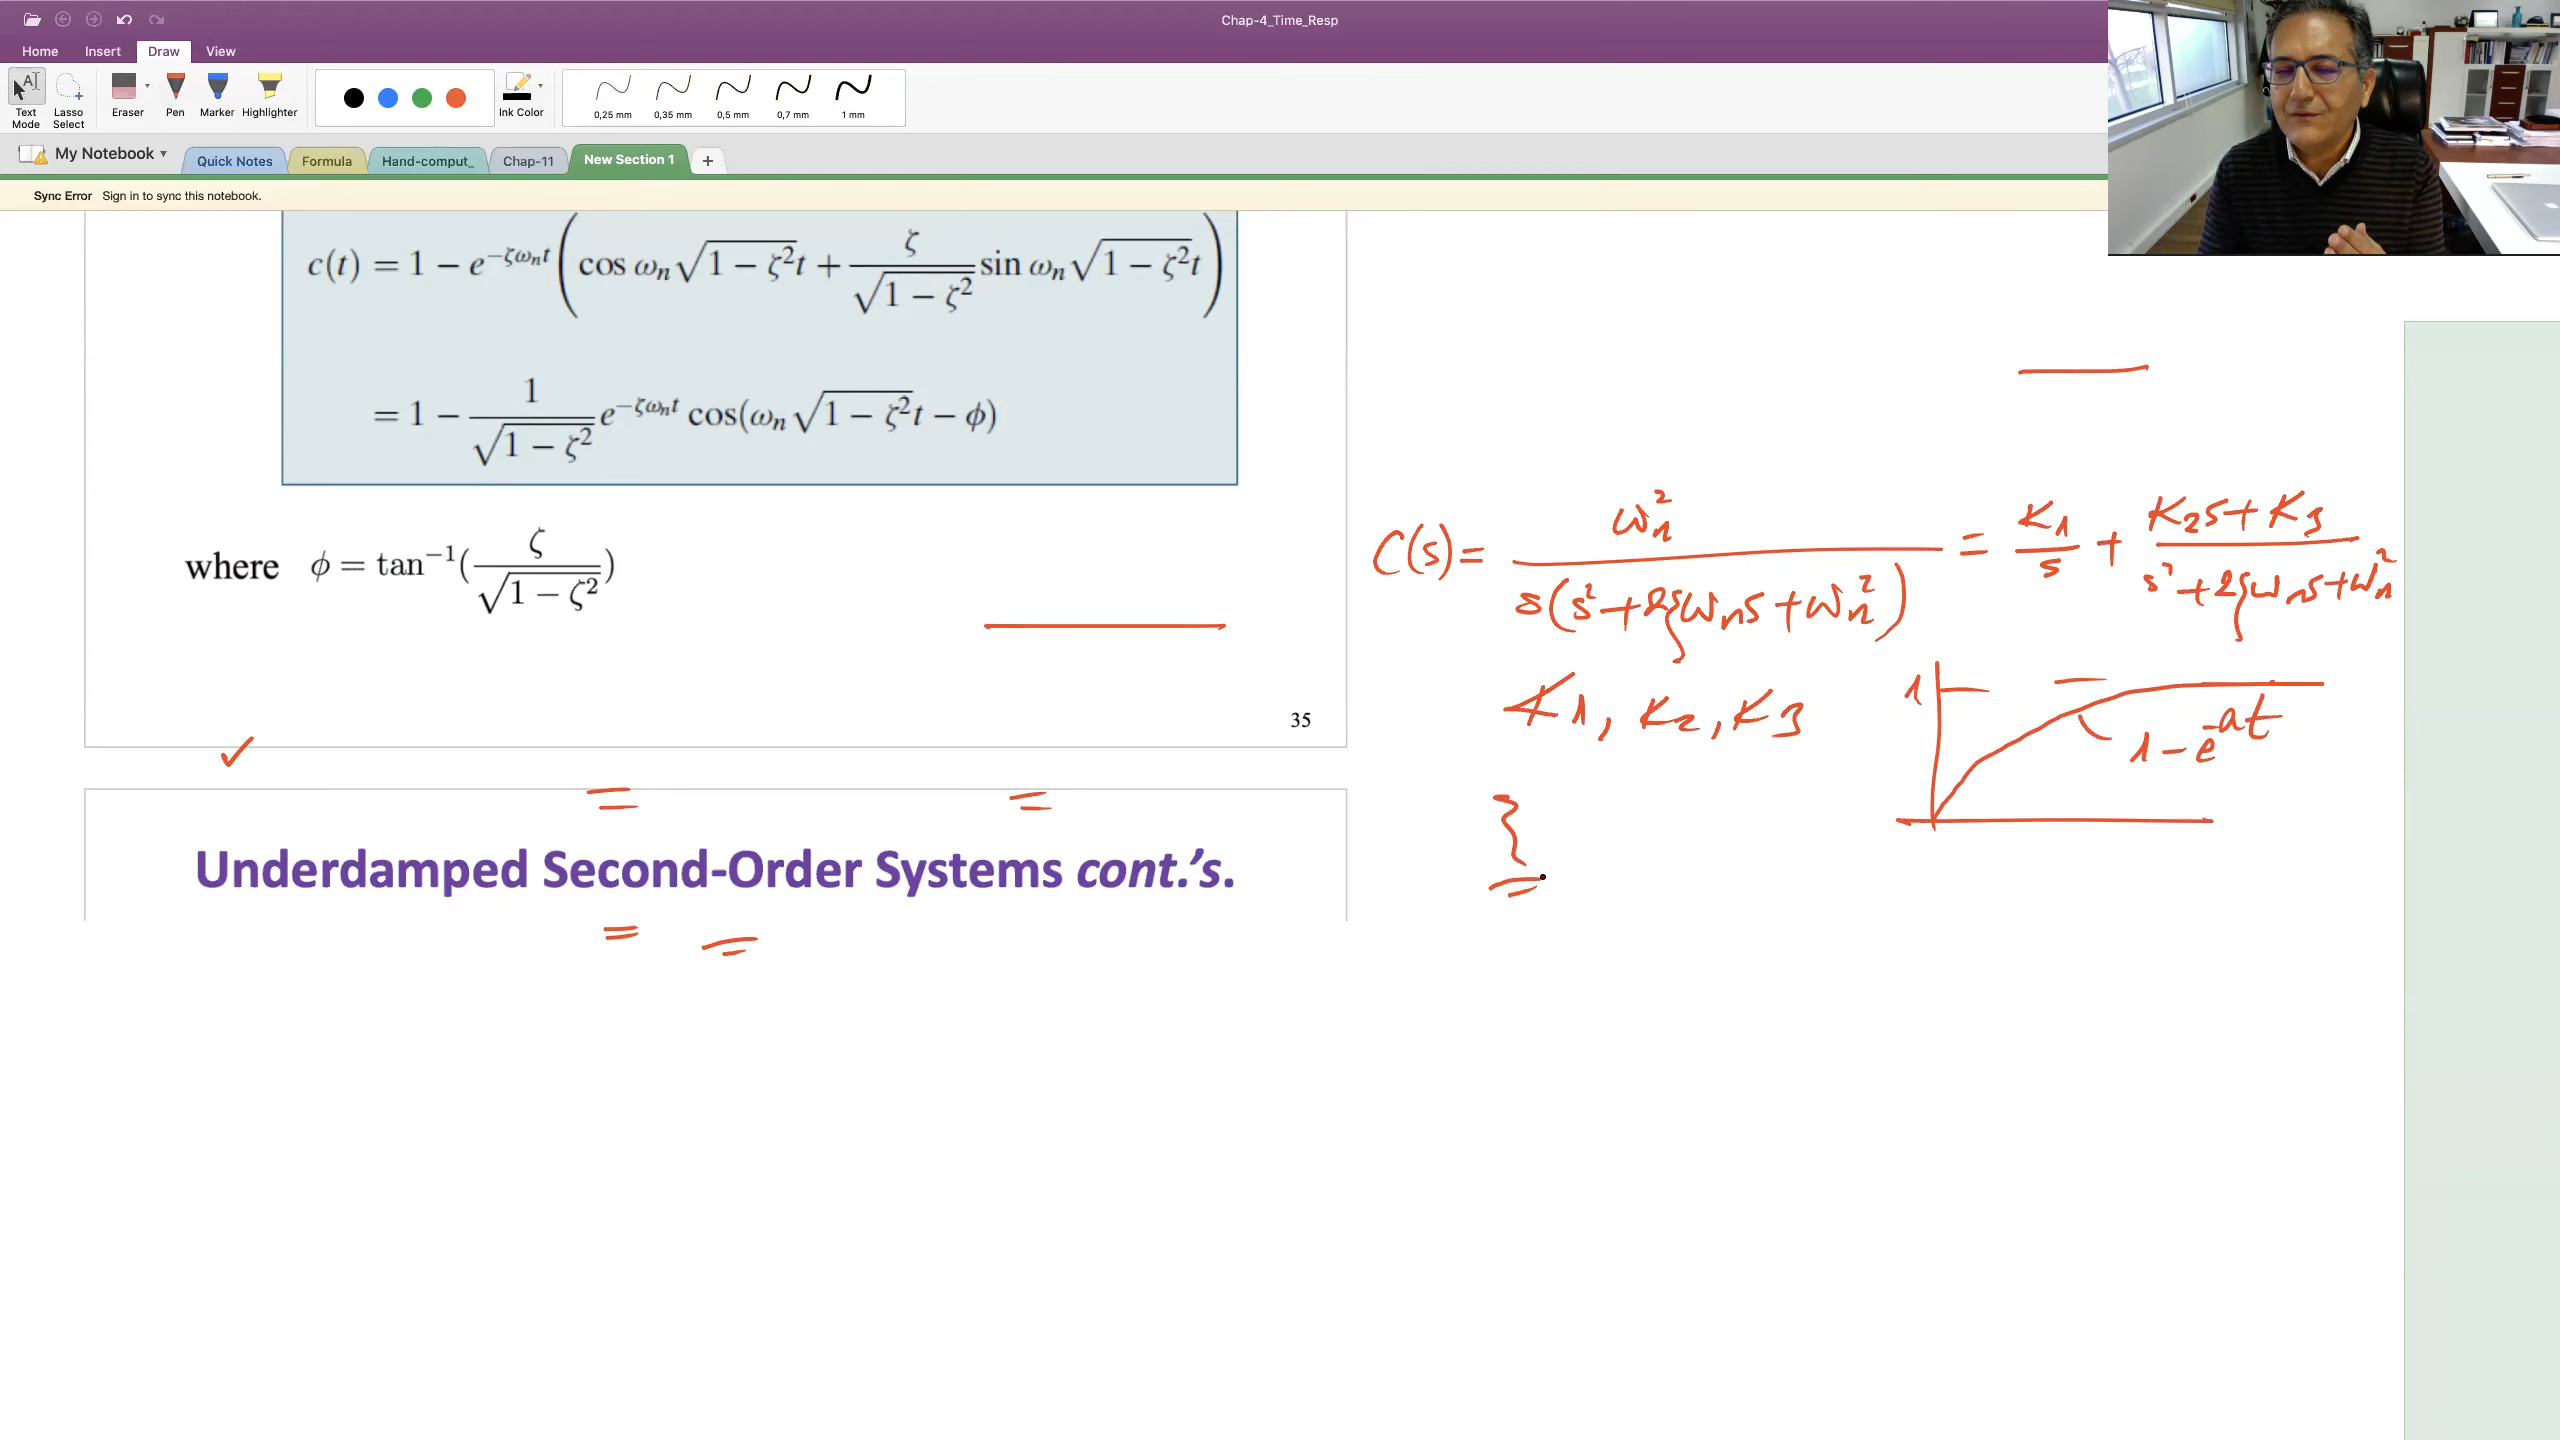 Chap-4_Time_Resp
Home Insert Draw View
Text Mode Lasso Select Eraser Pen Marker Highlighter Ink Color 0,25 mm 0,35 mm 0,5 mm 0,7 mm 1 mm
My Notebook Quick Notes Formula Hand-comput_ Chap-11 New Section 1 +
Sync Error Sign in to sync this notebook.
c(t) = 1 − e^{−ζω_n t} ( cos ω_n √(1 − ζ²) t + ζ/√(1 − ζ²) sin ω_n √(1 − ζ²) t )
= 1 − 1/√(1 − ζ²) e^{−ζω_n t} cos(ω_n √(1 − ζ²) t − ϕ)
where ϕ = tan⁻¹( ζ/√(1 − ζ²) )
35
Underdamped Second-Order Systems cont.'s.
C(s) = ω_n² / s(s² + 2ζω_n s + ω_n²) = K1/s + (K2 s + K3)/(s² + 2ζω_n s + ω_n²)
K1, K2, K3
1
1 − e^{−at}